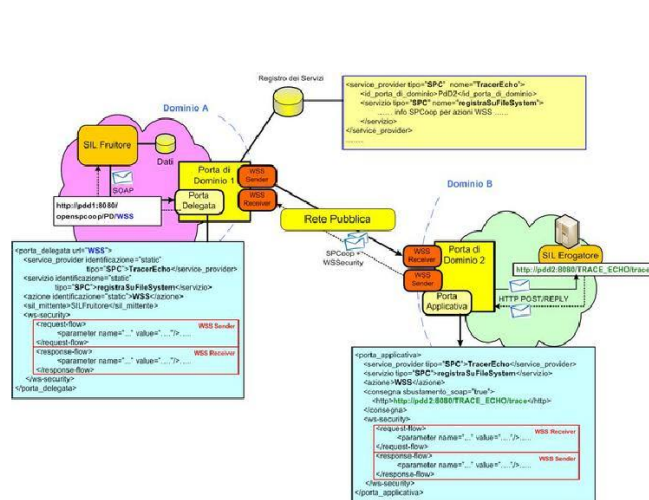 Registro dei Servizi
<service_provider tipo="SPC" nome="TracerEcho">
<id_porta_di_dominio>PdD2</id_porta_di_dominio>
<servizio tipo="SPC" nome="registraSuFileSystem">
...... info SPCoop per azioni WSS ......
</servizio>
</service_provider>
.......
Dominio A
SIL Fruitore
Dati
SOAP
Porta di
Dominio 1
WSS
Sender
WSS
Receiver
Porta
Delegata
http://pdd1:8080/
openspcoop/PD/WSS
Rete Pubblica
SPCoop +
WSSecurity
Dominio B
WSS
Receiver
WSS
Sender
Porta di
Dominio 2
Porta
Applicativa
SIL Erogatore
http://pdd2:8080/TRACE_ECHO/trace
HTTP POST/REPLY
<porta_delegata url="WSS">
<service_provider identificazione="static"
tipo="SPC">TracerEcho</service_provider>
<servizio identificazione="static"
tipo="SPC">registraSuFileSystem</servizio>
<azione identificazione="static">WSS</azione>
<sil_mittente>SILFruitore</sil_mittente>
<ws-security>
<request-flow> WSS Sender
<parameter name="..." value="...."/>.....
</request-flow>
<response-flow> WSS Receiver
<parameter name="..." value="...."/>.....
</response-flow>
</ws-security>
</porta_delegata>
<porta_applicativa>
<service_provider tipo="SPC">TracerEcho</service_provider>
<servizio tipo="SPC">registraSuFileSystem</servizio>
<azione>WSS</azione>
<consegna sbustamento_soap="true">
<http>http://pdd2:8080/TRACE_ECHO/trace</http>
</consegna>
<ws-security>
<request-flow> WSS Receiver
<parameter name="..." value="...."/>.....
</request-flow>
<response-flow> WSS Sender
<parameter name="..." value="...."/>.....
</response-flow>
</ws-security>
</porta_applicativa>